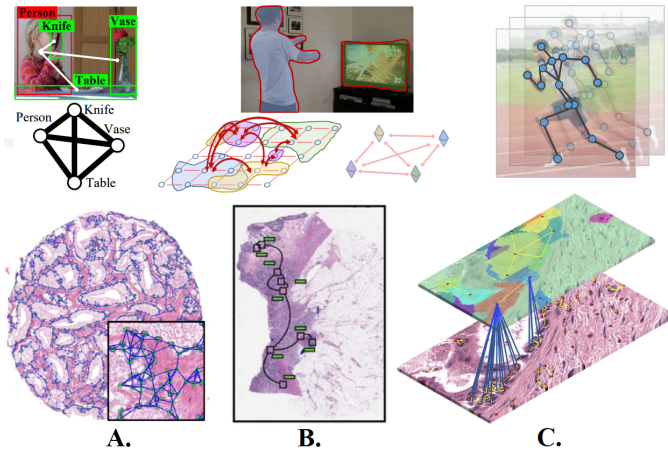 Person
Knife
Vase
Table
Knife
Person
Vase
Table
A.
B.
C.